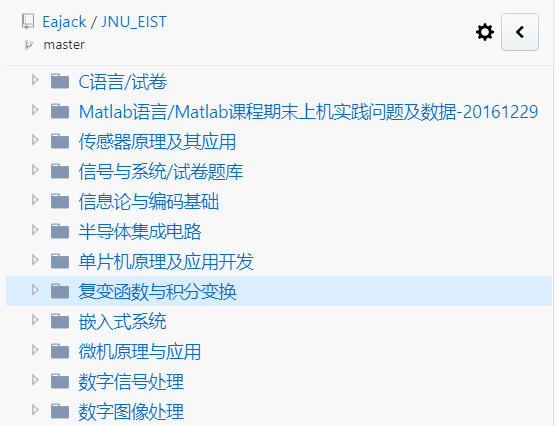 Eajack / JNU_EIST
master
C语言/试卷
Matlab语言/Matlab课程期末上机实践问题及数据-20161229
传感器原理及其应用
信号与系统/试卷题库
信息论与编码基础
半导体集成电路
单片机原理及应用开发
复变函数与积分变换
嵌入式系统
微机原理与应用
数字信号处理
数字图像处理